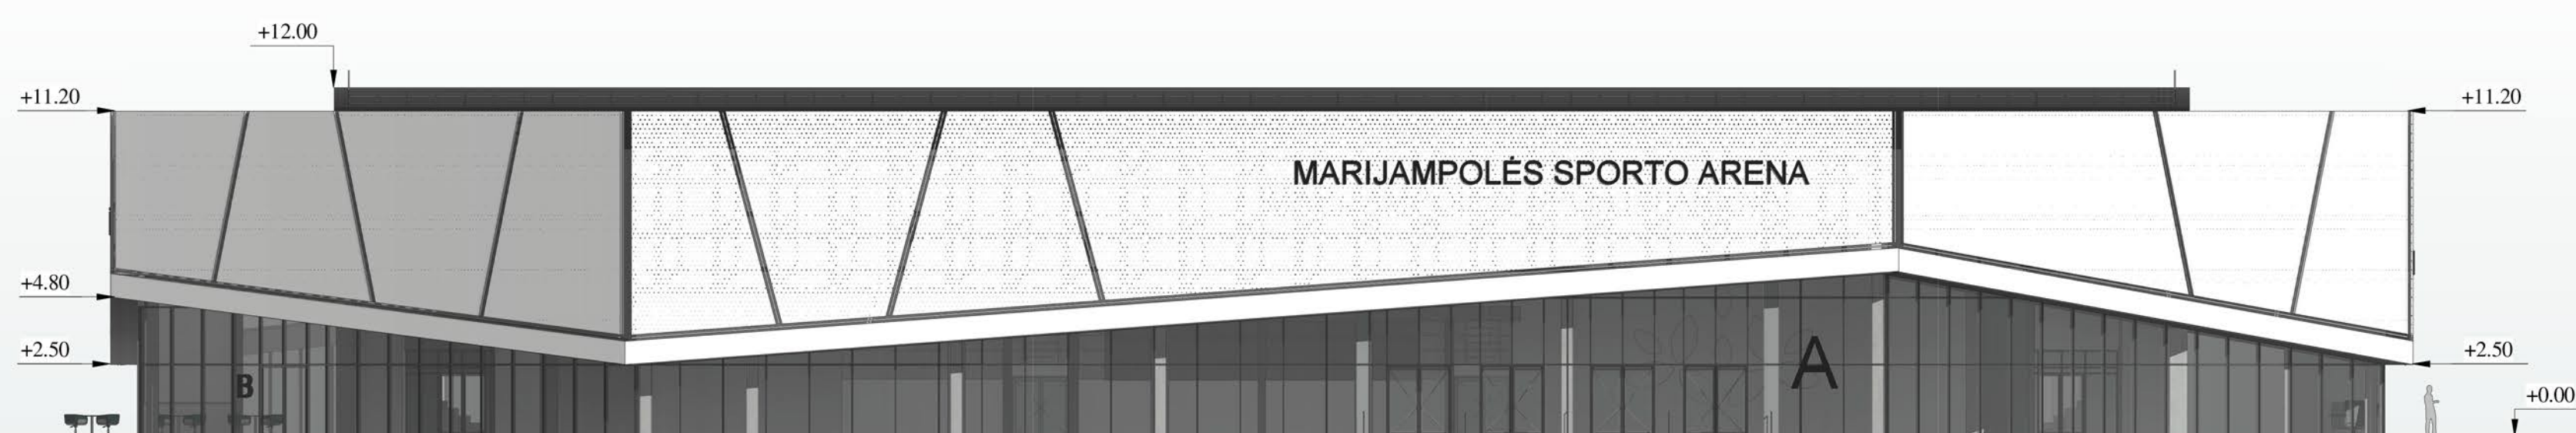 +12.00
+11.20
+11.20
MARIJAMPOLĖS SPORTO ARENA
+4.80
+2.50
+2.50
A
B
+0.00